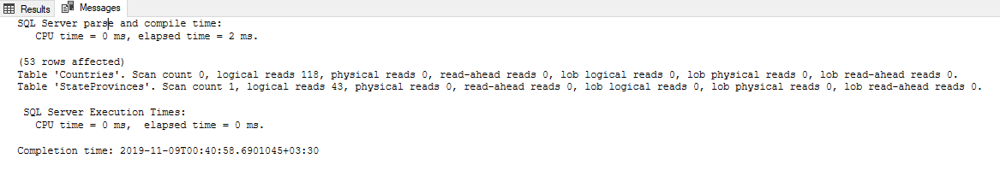 Results Messages
SQL Server parse and compile time:
CPU time = 0 ms, elapsed time = 2 ms.
(53 rows affected)
Table 'Countries'. Scan count 0, logical reads 118, physical reads 0, read-ahead reads 0, lob logical reads 0, lob physical reads 0, lob read-ahead reads 0.
Table 'StateProvinces'. Scan count 1, logical reads 43, physical reads 0, read-ahead reads 0, lob logical reads 0, lob physical reads 0, lob read-ahead reads 0.
SQL Server Execution Times:
CPU time = 0 ms,  elapsed time = 0 ms.
Completion time: 2019-11-09T00:40:58.6901045+03:30